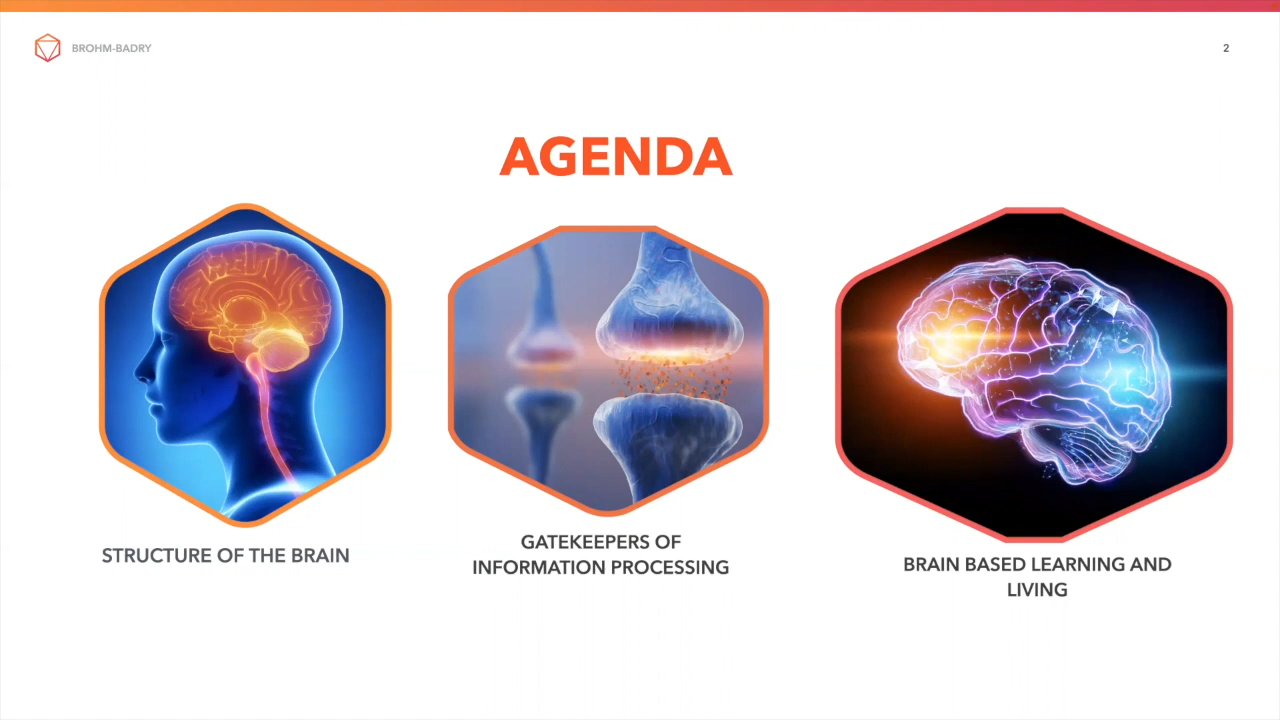 BROHM-BADRY
2
AGENDA
STRUCTURE OF THE BRAIN
GATEKEEPERS OF
INFORMATION PROCESSING
BRAIN BASED LEARNING AND
LIVING